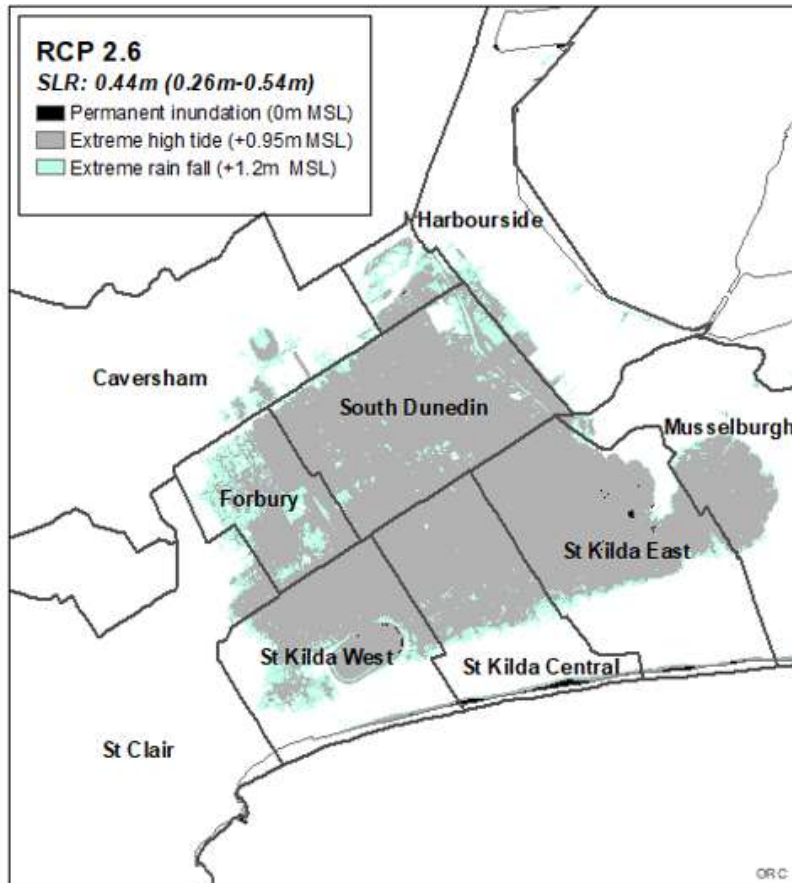 RCP 2.6
SLR: 0.44m (0.26m-0.54m)
Permanent inundation (0m MSL)
Extreme high tide (+0.95m MSL)
Extreme rain fall (+1.2m MSL)
Harbourside
Caversham
South Dunedin
Musselburgh
Forbury
St Kilda East
St Kilda West
St Kilda Central
St Clair
ORC